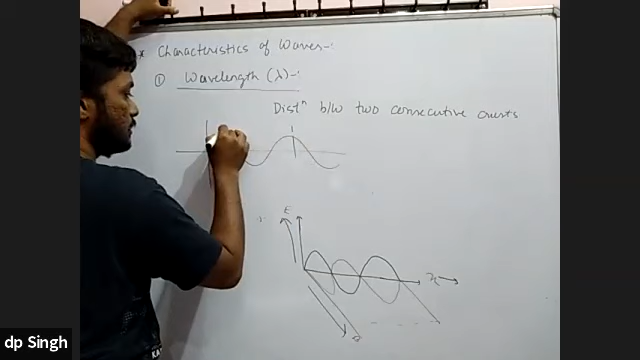 * Characteristics of Waves-:
① Wavelength (λ)-:
Distⁿ b/w two consecutive crests
E
x
B
dp Singh